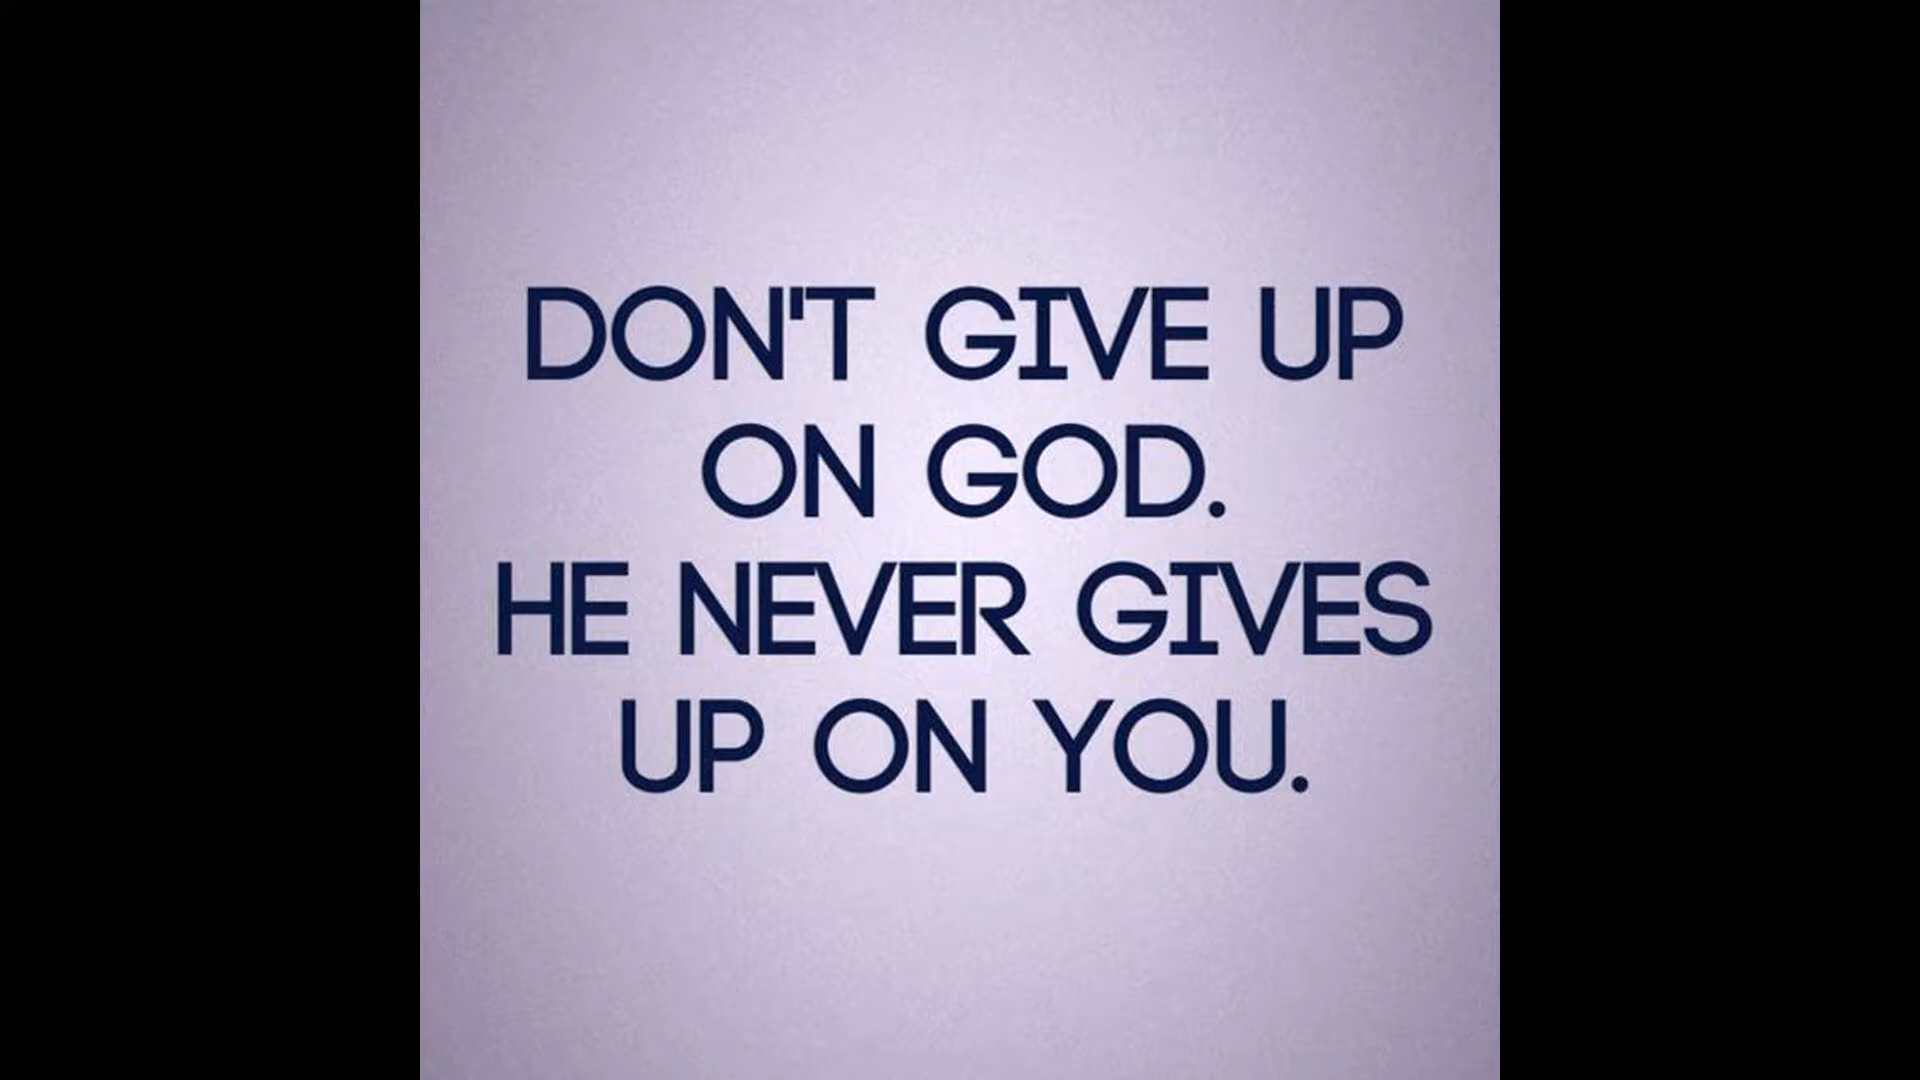 DON'T GIVE UP
ON GOD.
HE NEVER GIVES
UP ON YOU.